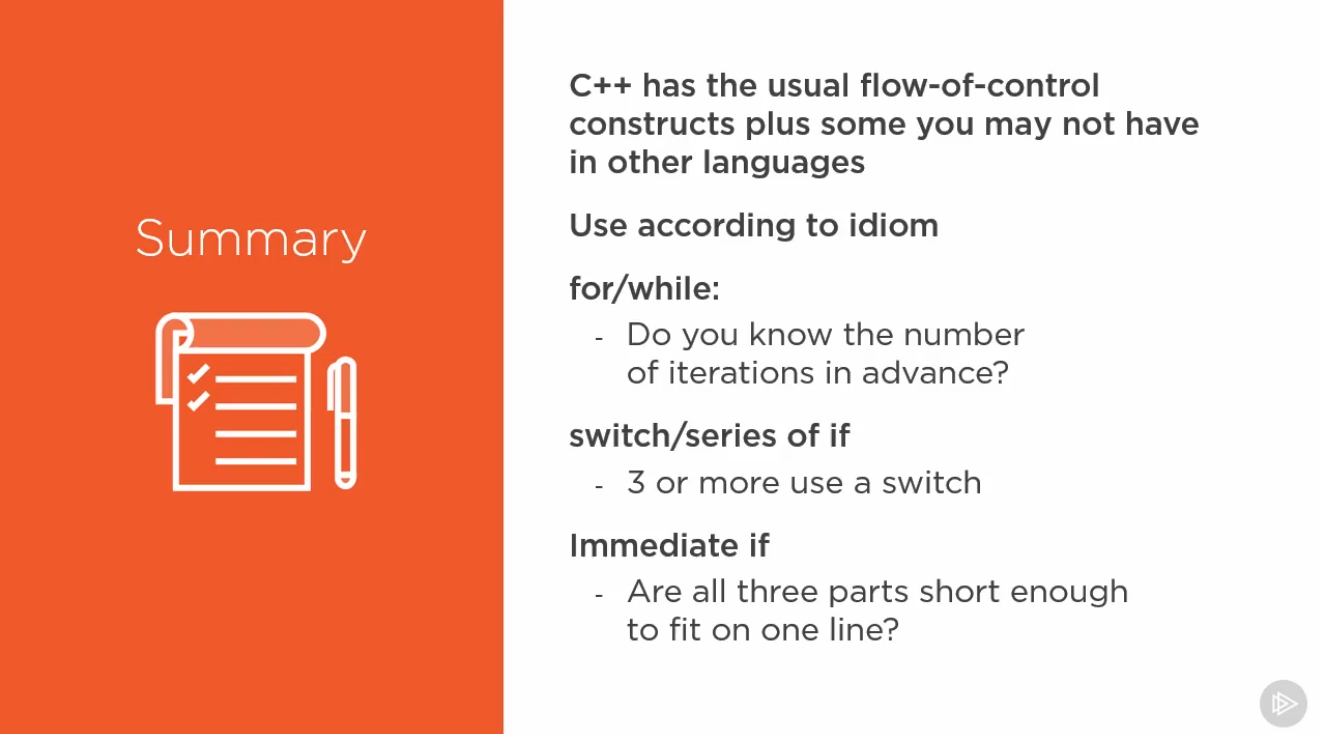 Summary
C++ has the usual flow-of-control
constructs plus some you may not have
in other languages
Use according to idiom
for/while:
- Do you know the number
of iterations in advance?
switch/series of if
- 3 or more use a switch
Immediate if
- Are all three parts short enough
to fit on one line?